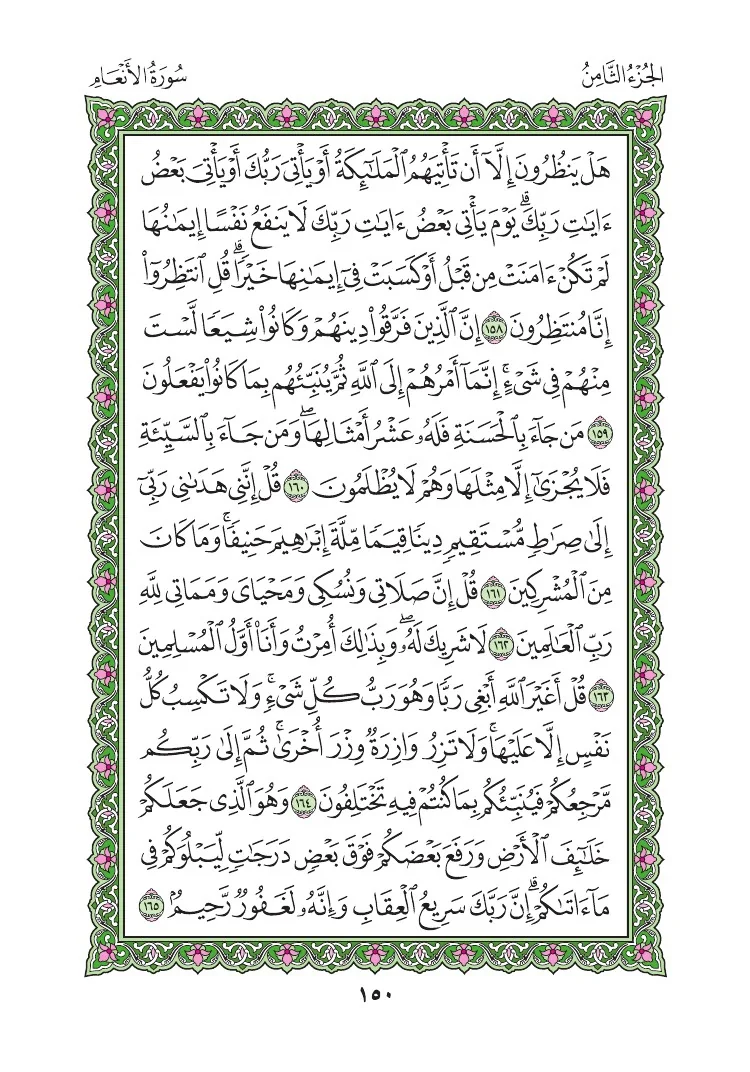 الجُزْءُ الثَّامِنُ
سُورَةُ الأَنْعَامِ
هَلۡ يَنظُرُونَ إِلَّآ أَن تَأۡتِيَهُمُ ٱلۡمَلَٰٓئِكَةُ أَوۡ يَأۡتِيَ رَبُّكَ أَوۡ يَأۡتِيَ بَعۡضُ
ءَايَٰتِ رَبِّكَۗ يَوۡمَ يَأۡتِي بَعۡضُ ءَايَٰتِ رَبِّكَ لَا يَنفَعُ نَفۡسًا إِيمَٰنُهَا
لَمۡ تَكُنۡ ءَامَنَتۡ مِن قَبۡلُ أَوۡ كَسَبَتۡ فِيٓ إِيمَٰنِهَا خَيۡرٗاۗ قُلِ ٱنتَظِرُوٓاْ
إِنَّا مُنتَظِرُونَ ١٥٨ إِنَّ ٱلَّذِينَ فَرَّقُواْ دِينَهُمۡ وَكَانُواْ شِيَعٗا لَّسۡتَ
مِنۡهُمۡ فِي شَيۡءٍۚ إِنَّمَآ أَمۡرُهُمۡ إِلَى ٱللَّهِ ثُمَّ يُنَبِّئُهُم بِمَا كَانُواْ يَفۡعَلُونَ
١٥٩ مَن جَآءَ بِٱلۡحَسَنَةِ فَلَهُۥ عَشۡرُ أَمۡثَالِهَاۖ وَمَن جَآءَ بِٱلسَّيِّئَةِ
فَلَا يُجۡزَىٰٓ إِلَّا مِثۡلَهَا وَهُمۡ لَا يُظۡلَمُونَ ١٦٠ قُلۡ إِنَّنِي هَدَىٰنِي رَبِّيٓ
إِلَىٰ صِرَٰطٖ مُّسۡتَقِيمٖ دِينٗا قِيَمٗا مِّلَّةَ إِبۡرَٰهِيمَ حَنِيفٗاۚ وَمَا كَانَ
مِنَ ٱلۡمُشۡرِكِينَ ١٦١ قُلۡ إِنَّ صَلَاتِي وَنُسُكِي وَمَحۡيَايَ وَمَمَاتِي لِلَّهِ
رَبِّ ٱلۡعَٰلَمِينَ ١٦٢ لَا شَرِيكَ لَهُۥۖ وَبِذَٰلِكَ أُمِرۡتُ وَأَنَا۠ أَوَّلُ ٱلۡمُسۡلِمِينَ
١٦٣ قُلۡ أَغَيۡرَ ٱللَّهِ أَبۡغِي رَبّٗا وَهُوَ رَبُّ كُلِّ شَيۡءٖۚ وَلَا تَكۡسِبُ كُلُّ
نَفۡسٍ إِلَّا عَلَيۡهَاۚ وَلَا تَزِرُ وَازِرَةٞ وِزۡرَ أُخۡرَىٰۚ ثُمَّ إِلَىٰ رَبِّكُم
مَّرۡجِعُكُمۡ فَيُنَبِّئُكُم بِمَا كُنتُمۡ فِيهِ تَخۡتَلِفُونَ ١٦٤ وَهُوَ ٱلَّذِي جَعَلَكُمۡ
خَلَٰٓئِفَ ٱلۡأَرۡضِ وَرَفَعَ بَعۡضَكُمۡ فَوۡقَ بَعۡضٖ دَرَجَٰتٖ لِّيَبۡلُوَكُمۡ فِي
مَآ ءَاتَىٰكُمۡۗ إِنَّ رَبَّكَ سَرِيعُ ٱلۡعِقَابِ وَإِنَّهُۥ لَغَفُورٞ رَّحِيمُۢ ١٦٥
١٥٠